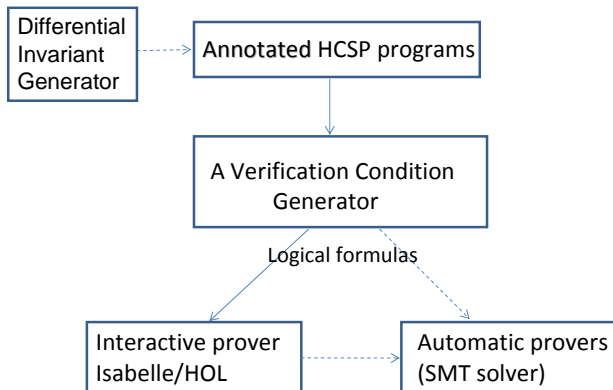 Differential
Invariant
Generator
Annotated HCSP programs
A Verification Condition
Generator
Logical formulas
Interactive prover
Isabelle/HOL
Automatic provers
(SMT solver)